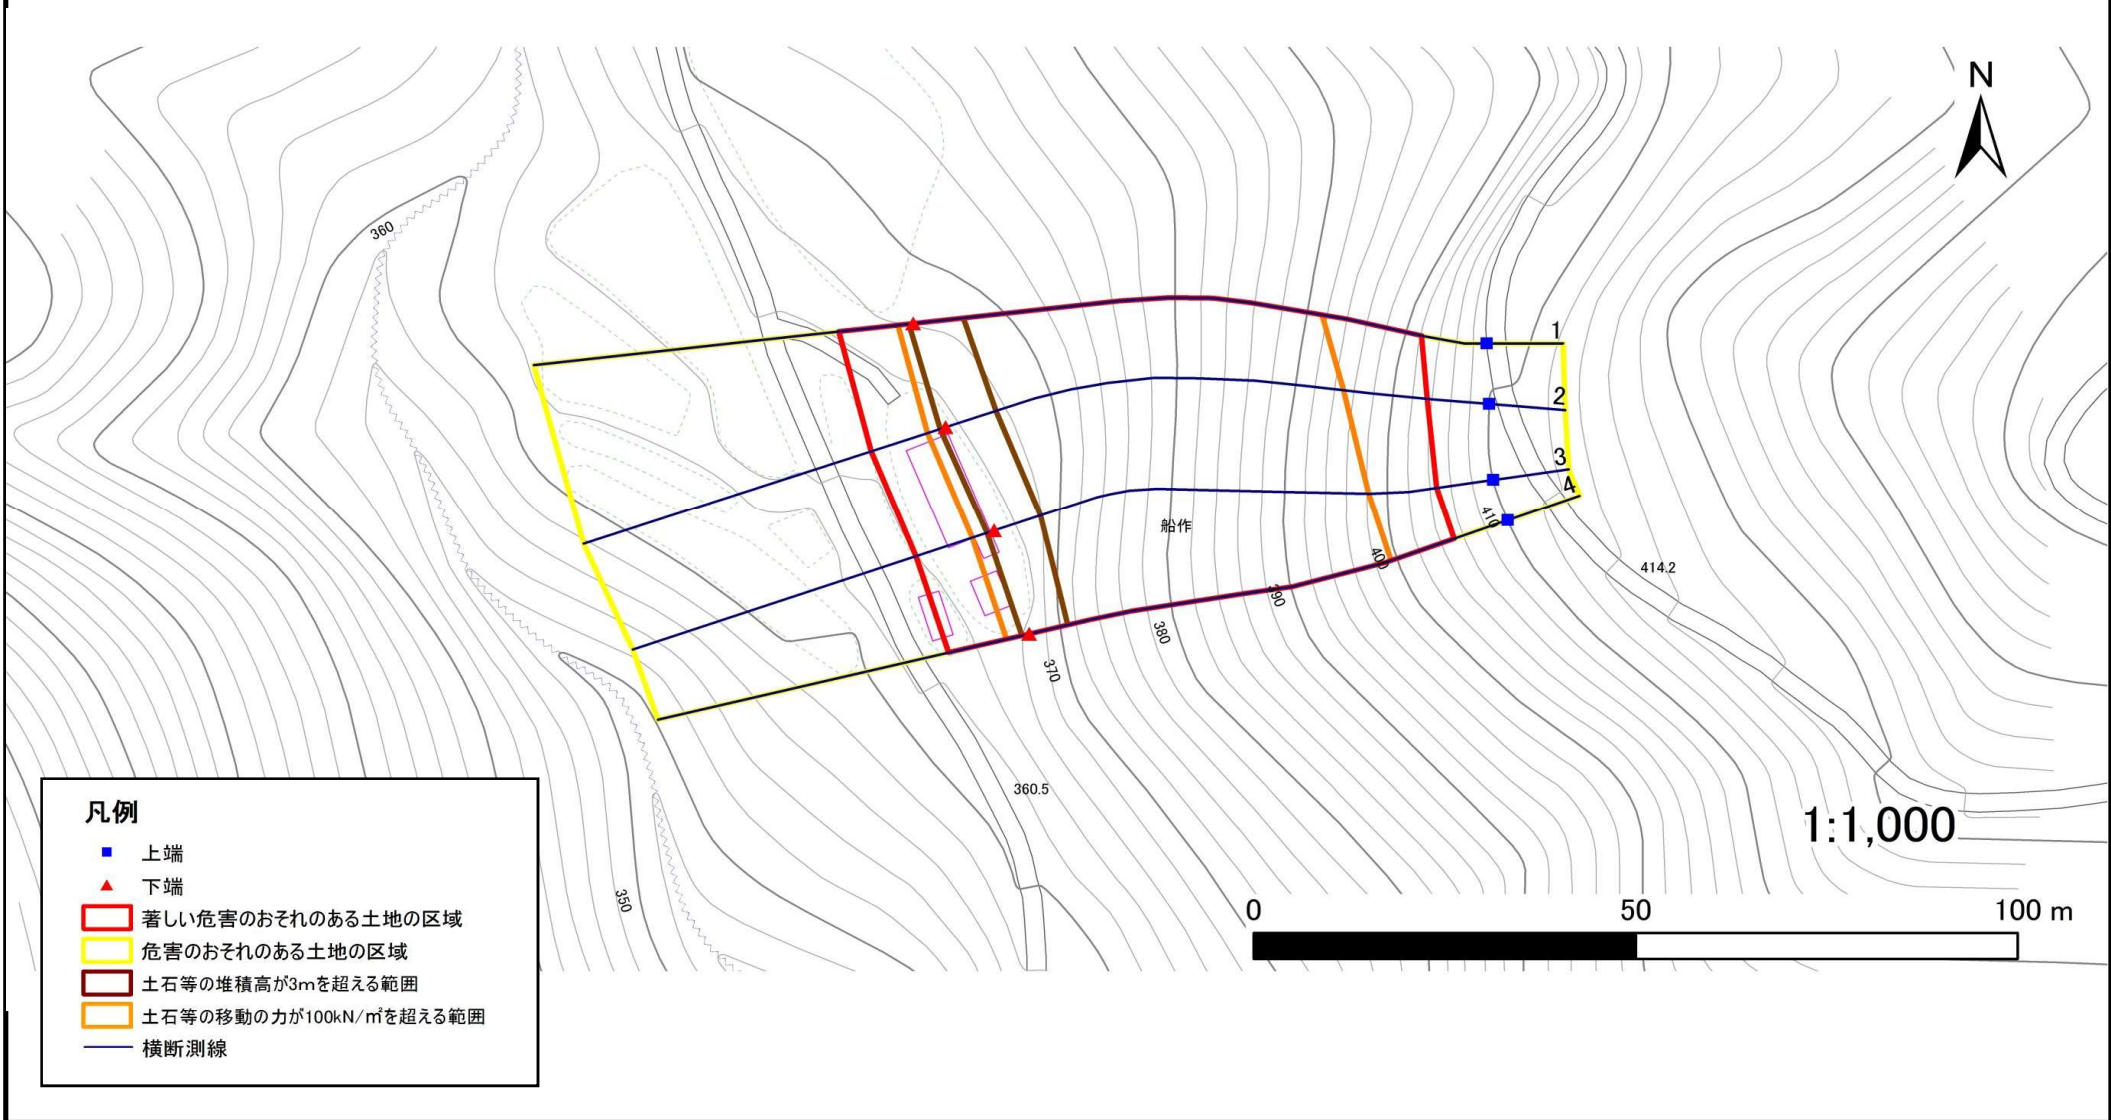 N
360
1
2
3
4
船作
410
400
390
380
370
414.2
360.5
350
1:1,000
0 50 100 m
凡例
上端
下端
著しい危害のおそれのある土地の区域
危害のおそれのある土地の区域
土石等の堆積高が3mを超える範囲
土石等の移動の力が100kN/㎡を超える範囲
横断測線